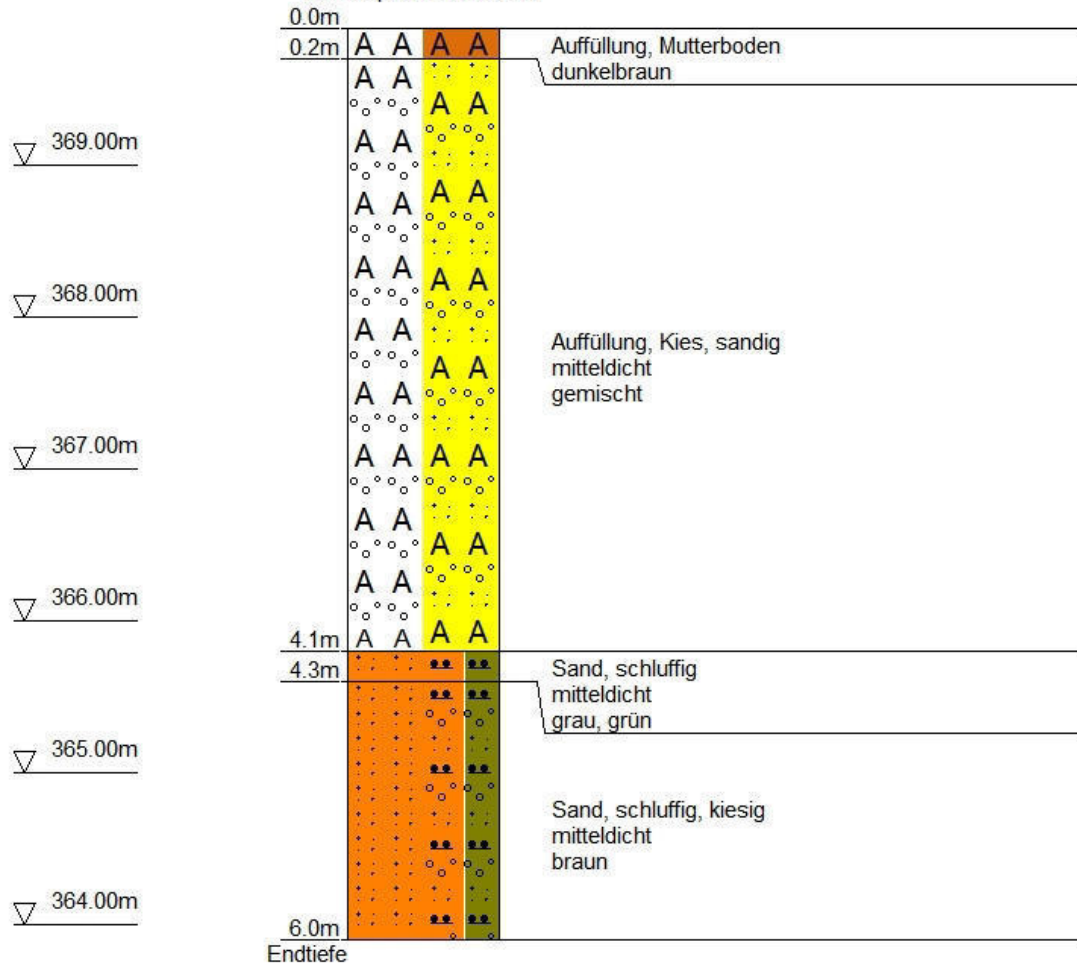 0.0m
0.2m
A A A A
Auffüllung, Mutterboden
dunkelbraun
A A
A A
369.00m
A A
A A
A A
368.00m
A A
A A
A A
Auffüllung, Kies, sandig
mitteldicht
gemischt
A A
A A
367.00m
A A A A
A A
A A
366.00m
A A
4.1m
A A A A
4.3m
Sand, schluffig
mitteldicht
grau, grün
365.00m
Sand, schluffig, kiesig
mitteldicht
braun
364.00m
6.0m
Endtiefe